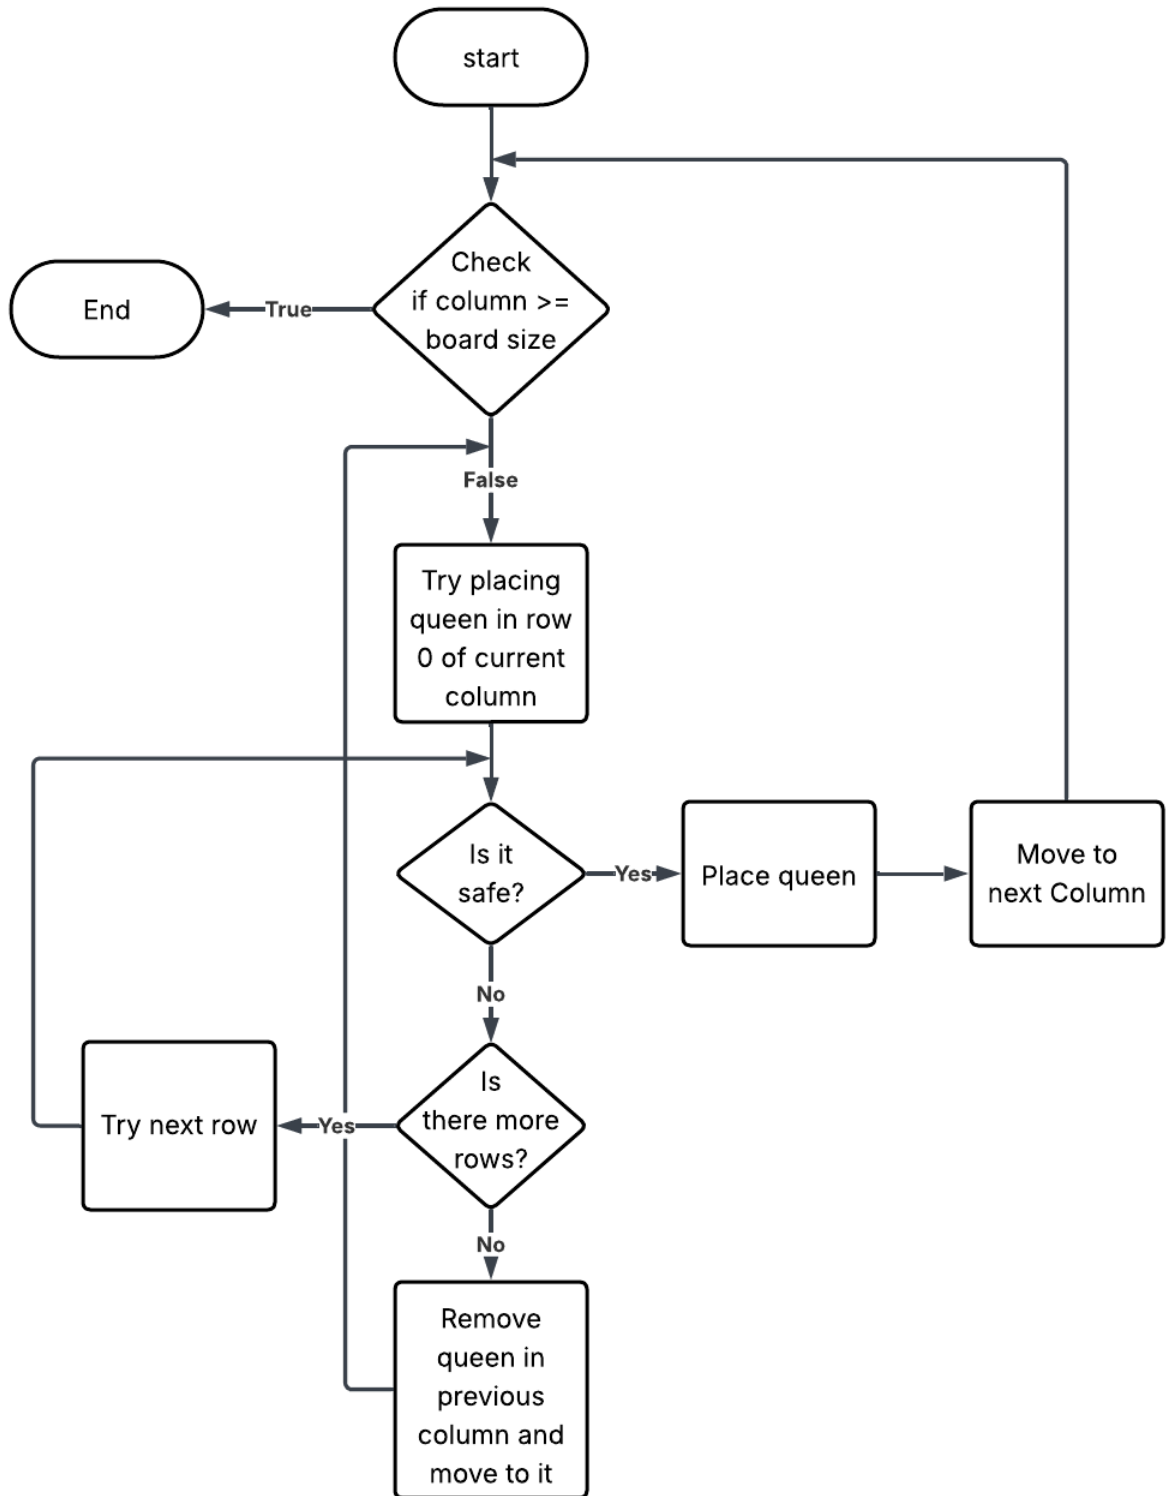 start
Check
if column >=
board size
True
End
False
Try placing
queen in row
0 of current
column
Is it
safe?
Yes
Place queen
Move to
next Column
No
Is
there more
rows?
Yes
Try next row
No
Remove
queen in
previous
column and
move to it